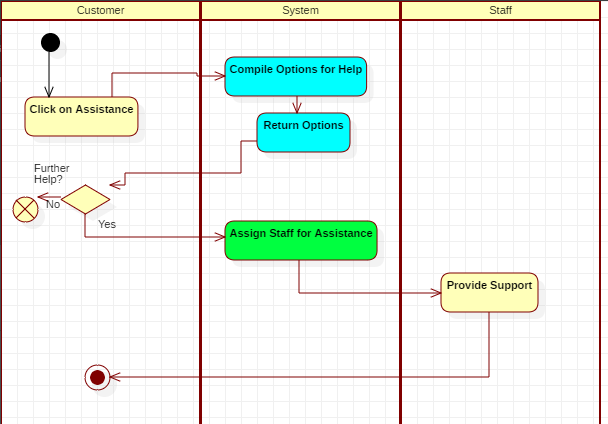 Customer
System
Staff
Compile Options for Help
Click on Assistance
Return Options
Further
Help?
No
Yes
Assign Staff for Assistance
Provide Support